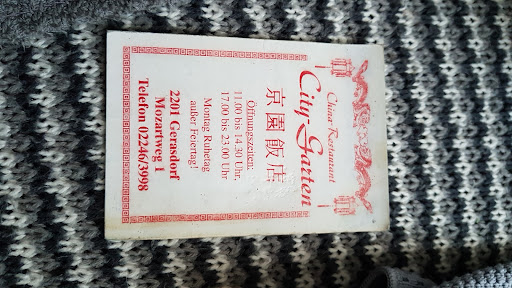 China Restaurant
City-Garten
京園飯店
Öffnungszeiten:
11.00 bis 14.30 Uhr.
17.00 bis 23.00 Uhr.
Montag Ruhetag
außer Feiertag!
2201 Gerasdorf
Mozartweg 1
Telefon 02246/3998